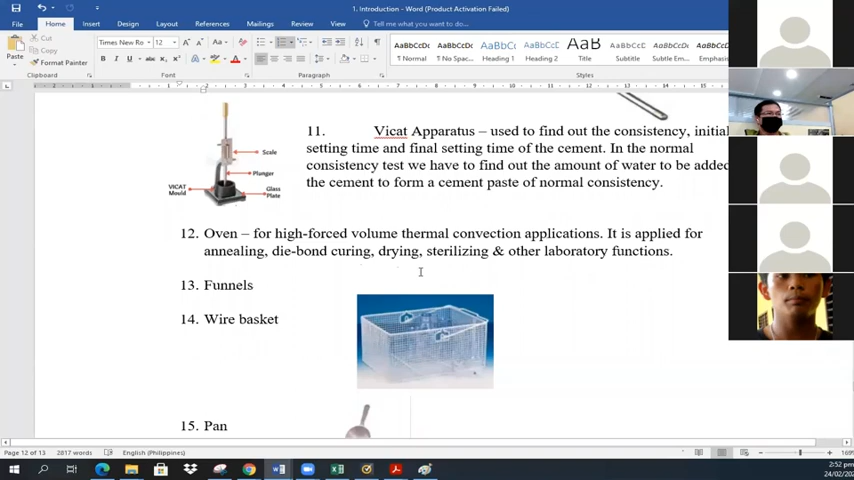 1. Introduction - Word (Product Activation Failed)
File Home Insert Design Layout References Mailings Review View Tell me what you want to do
Paste
Cut
Copy
Format Painter
Clipboard
Times New Ro 12
Font
Paragraph
AaBbCcDc AaBbCcDc AaBbCc AaBbCcC AaB AaBbCcD AaBbCcDt AaBbCcD
¶ Normal ¶ No Spac... Heading 1 Heading 2 Title Subtitle Subtle Em... Emphasis
Styles
Scale
Plunger
VICAT
Mould
Glass
Plate
11. Vicat Apparatus – used to find out the consistency, initial
setting time and final setting time of the cement. In the normal
consistency test we have to find out the amount of water to be added
the cement to form a cement paste of normal consistency.
12. Oven – for high-forced volume thermal convection applications. It is applied for
annealing, die-bond curing, drying, sterilizing & other laboratory functions.
13. Funnels
14. Wire basket
15. Pan
Page 12 of 13 2817 words English (Philippines)
169%
2:52 pm
24/02/202